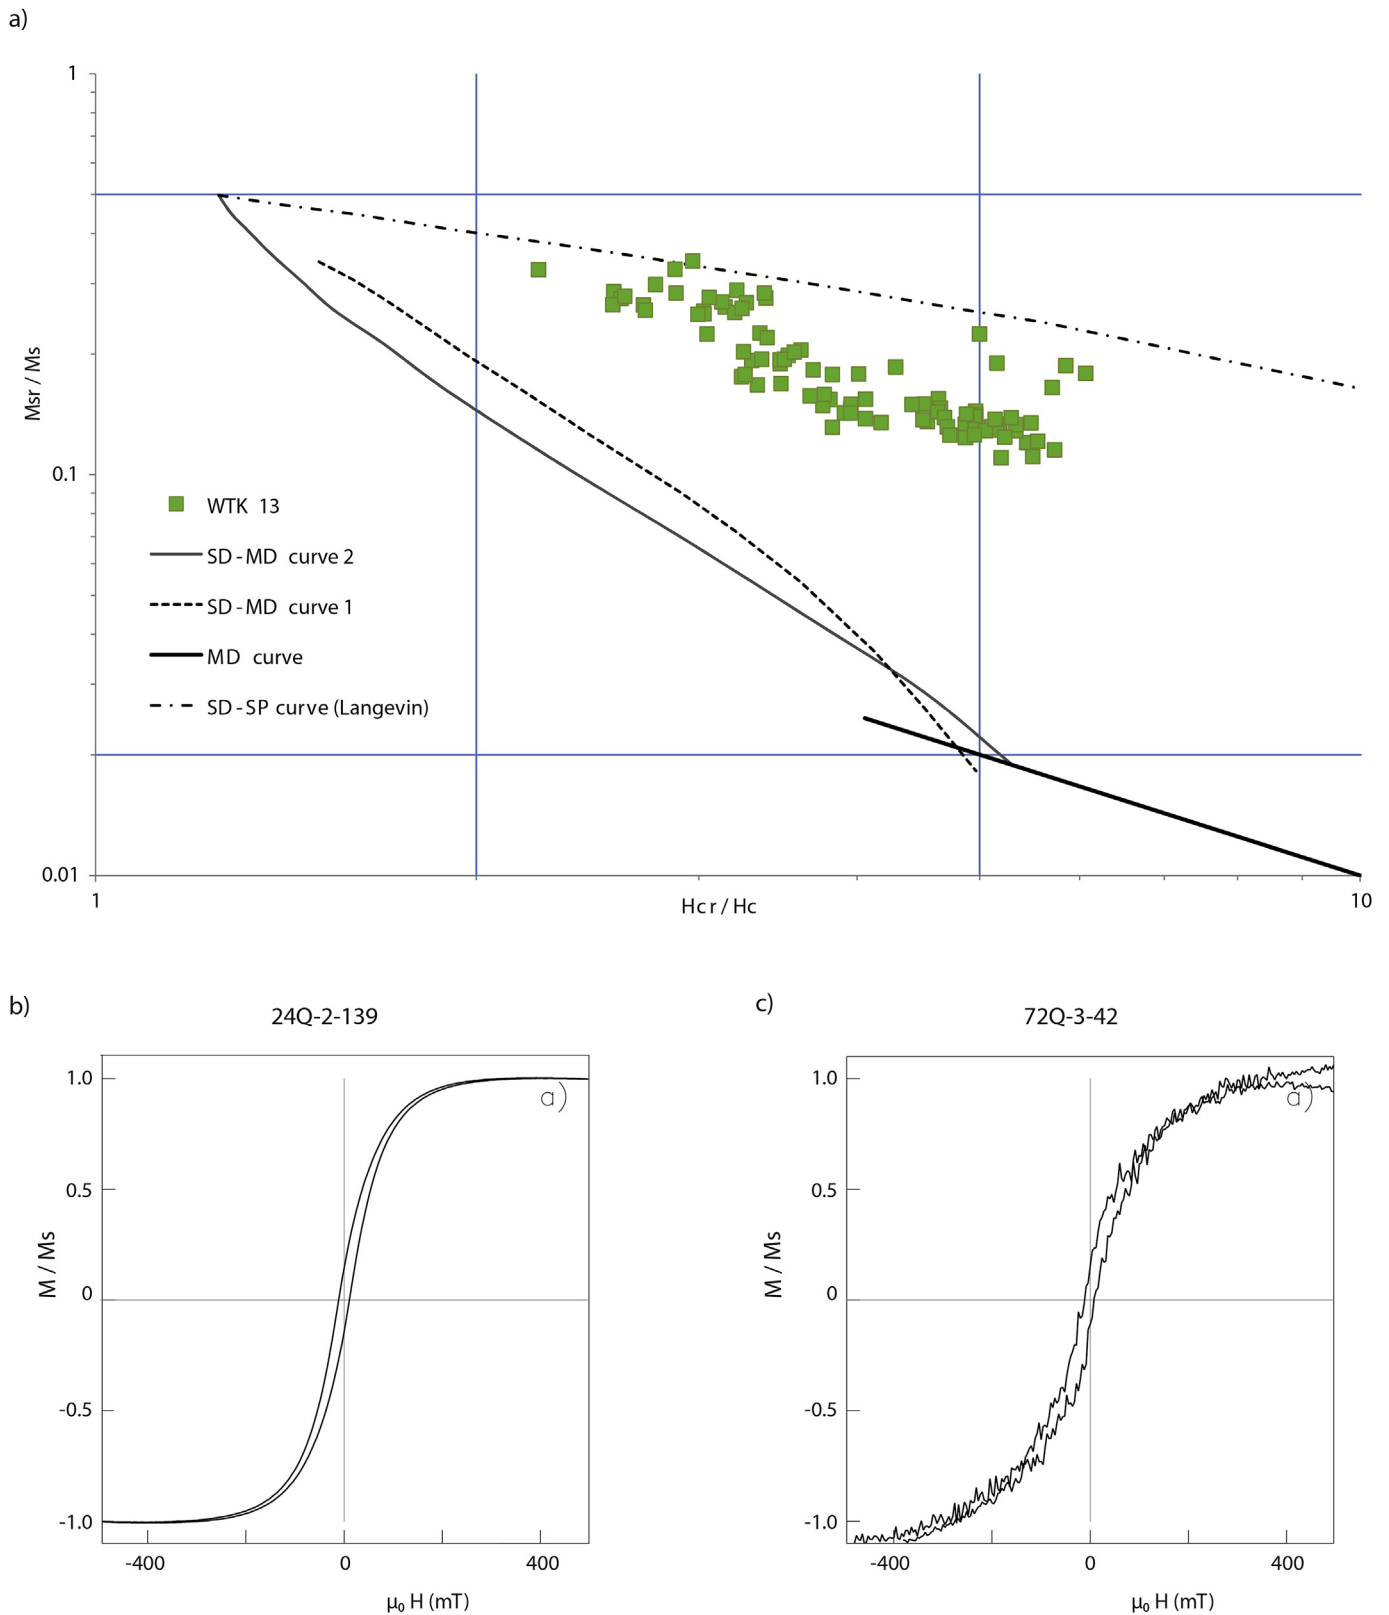 a)
1
Msr / Ms
0.1
WTK 13
SD-MD curve 2
SD-MD curve 1
MD curve
SD-SP curve (Langevin)
0.01
1
Hcr / Hc
10
b)
24Q-2-139
1.0
a)
0.5
M / Ms
0
-0.5
-1.0
-400
0
400
μ₀ H (mT)
c)
72Q-3-42
1.0
a)
0.5
M / Ms
0
-0.5
-1.0
-400
0
400
μ₀ H (mT)